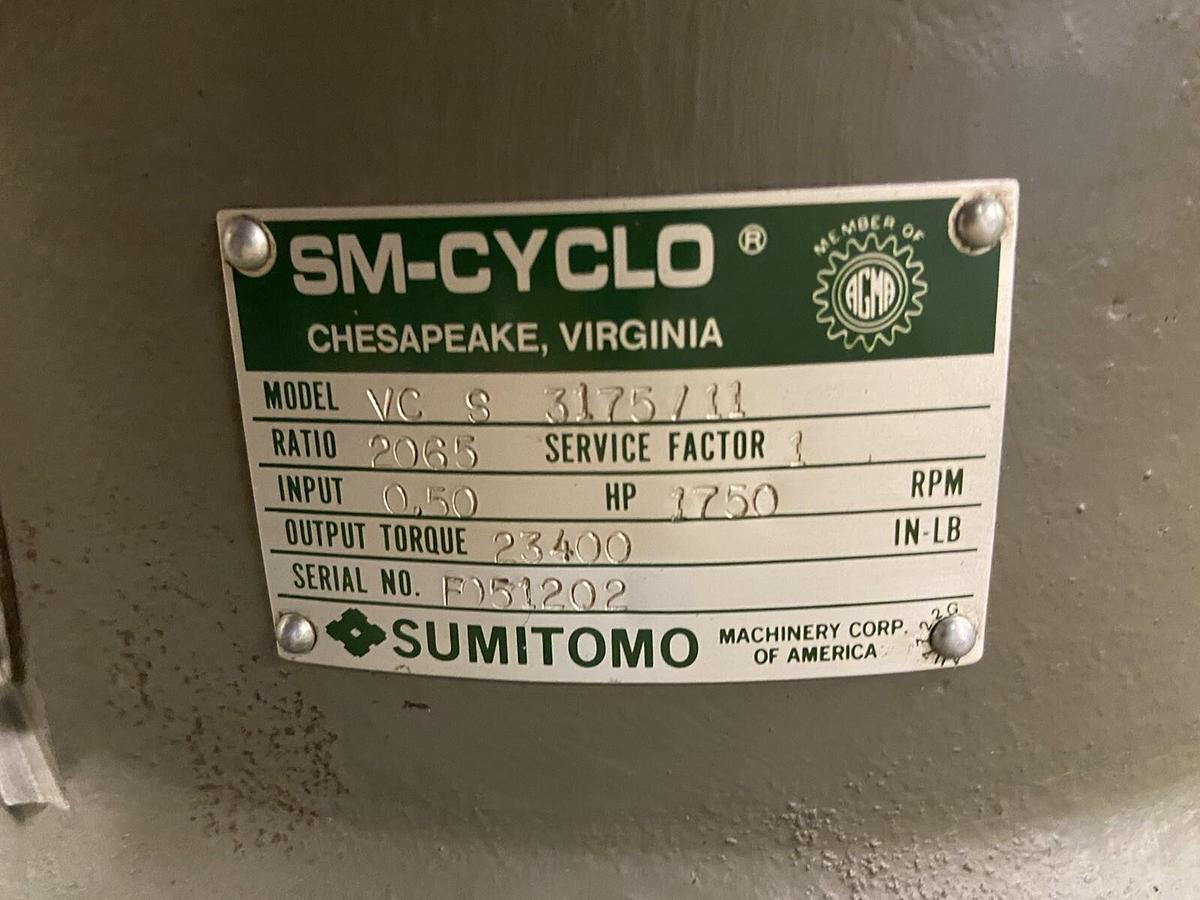 SM-CYCLO ®
MEMBER OF
AGMA
CHESAPEAKE, VIRGINIA
MODEL VC S 3175/11
RATIO 2065 SERVICE FACTOR 1
INPUT 0.50 HP 1750 RPM
OUTPUT TORQUE 23400 IN-LB
SERIAL NO.
SUMITOMO MACHINERY CORP.
OF AMERICA